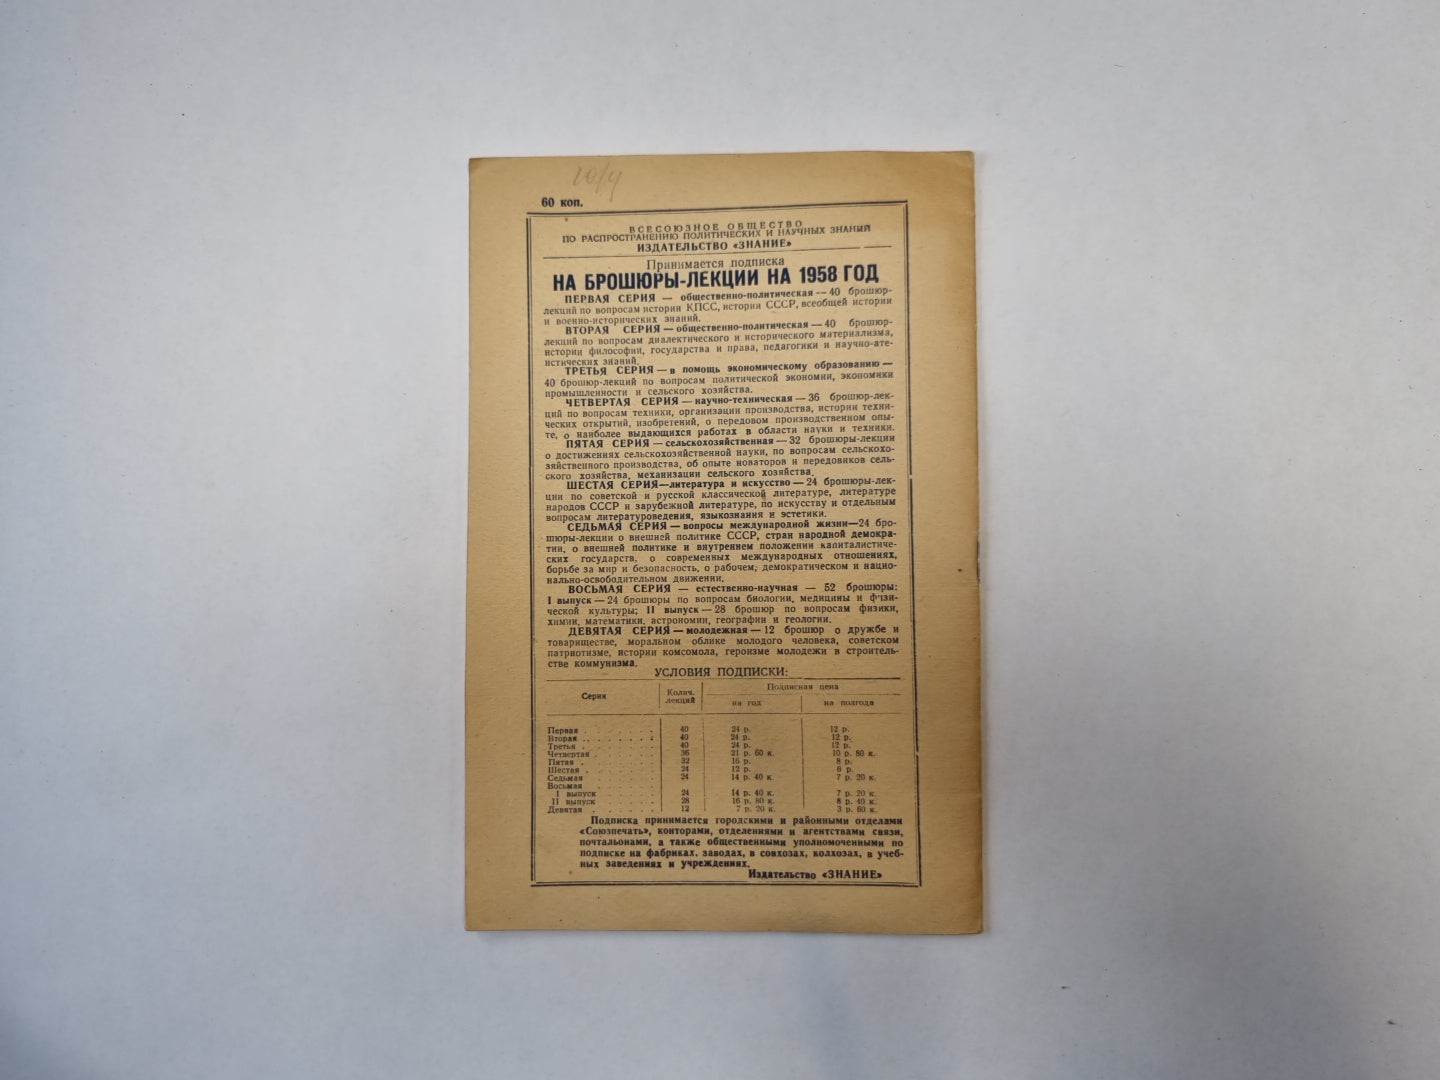 10/4
60 коп.
ВСЕСОЮЗНОЕ ОБЩЕСТВО
ПО РАСПРОСТРАНЕНИЮ ПОЛИТИЧЕСКИХ И НАУЧНЫХ ЗНАНИЙ
ИЗДАТЕЛЬСТВО «ЗНАНИЕ»
Принимается подписка
НА БРОШЮРЫ-ЛЕКЦИИ НА 1958 ГОД
ПЕРВАЯ СЕРИЯ — общественно-политическая — 40 брошюр-
лекций по вопросам истории КПСС, истории СССР, всеобщей истории
и военно-исторических знаний.
ВТОРАЯ СЕРИЯ — общественно-политическая — 40 брошюр-
лекций по вопросам диалектического и исторического материализма,
истории философии, государства и права, педагогики и научно-ате-
истических знаний.
ТРЕТЬЯ СЕРИЯ — в помощь экономическому образованию —
40 брошюр-лекций по вопросам политической экономии, экономики
промышленности и сельского хозяйства.
ЧЕТВЕРТАЯ СЕРИЯ — научно-техническая — 36 брошюр-лек-
ций по вопросам техники, организации производства, истории техни-
ческих открытий, изобретений, о передовом производственном опы-
те, о наиболее выдающихся работах в области науки и техники.
ПЯТАЯ СЕРИЯ — сельскохозяйственная — 32 брошюры-лекции
о достижениях сельскохозяйственной науки, по вопросам сельскохо-
зяйственного производства, об опыте новаторов и передовиков сель-
ского хозяйства, механизации сельского хозяйства.
ШЕСТАЯ СЕРИЯ—литература и искусство — 24 брошюры-лек-
ции по советской и русской классической литературе, литературе
народов СССР и зарубежной литературе, по искусству и отдельным
вопросам литературоведения, языкознания и эстетики.
СЕДЬМАЯ СЕРИЯ — вопросы международной жизни—24 бро-
шюры-лекции о внешней политике СССР, стран народной демокра-
тии, о внешней политике и внутреннем положении капиталистиче-
ских государств, о современных международных отношениях,
борьбе за мир и безопасность, о рабочем, демократическом и нацио-
нально-освободительном движении.
ВОСЬМАЯ СЕРИЯ — естественно-научная — 52 брошюры:
I выпуск — 24 брошюры по вопросам биологии, медицины и физи-
ческой культуры; II выпуск — 28 брошюр по вопросам физики,
химии, математики, астрономии, географии и геологии.
ДЕВЯТАЯ СЕРИЯ — молодежная — 12 брошюр о дружбе и
товариществе, моральном облике молодого человека, советском
патриотизме, истории комсомола, героизме молодежи в строитель-
стве коммунизма.
УСЛОВИЯ ПОДПИСКИ:
Серия Колич. лекций Подписная цена
на год на полгода
Первая 40 24 р. 12 р.
Вторая 40 24 р. 12 р.
Третья 40 24 р. 12 р.
Четвертая 36 21 р. 60 к. 10 р. 80 к.
Пятая 32 16 р. 8 р.
Шестая 24 12 р. 6 р.
Седьмая 24 14 р. 40 к. 7 р. 20 к.
Восьмая
I выпуск 24 14 р. 40 к. 7 р. 20 к.
II выпуск 28 16 р. 80 к. 8 р. 40 к.
Девятая 12 7 р. 20 к. 3 р. 60 к.
Подписка принимается городскими и районными отделами
«Союзпечать», конторами, отделениями и агентствами связи,
почтальонами, а также общественными уполномоченными по
подписке на фабриках, заводах, в совхозах, колхозах, в учеб-
ных заведениях и учреждениях.
Издательство «ЗНАНИЕ»